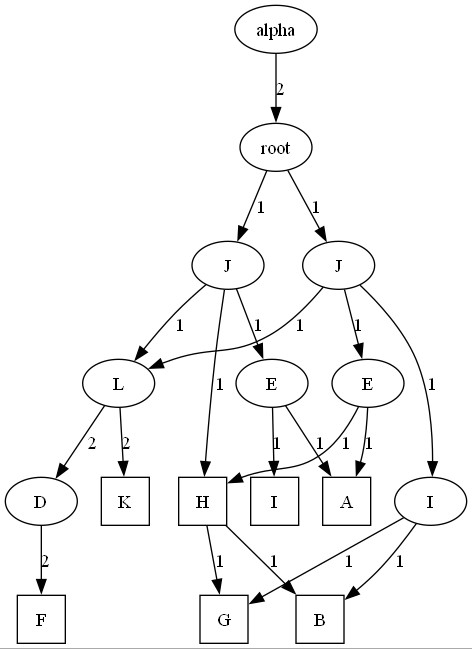 alpha
2
root
1 1
J J
1 1 1 1
1 1
L E E
2 2 1 1 1 1
D K H I A I
2 1 1 1 1
F G B